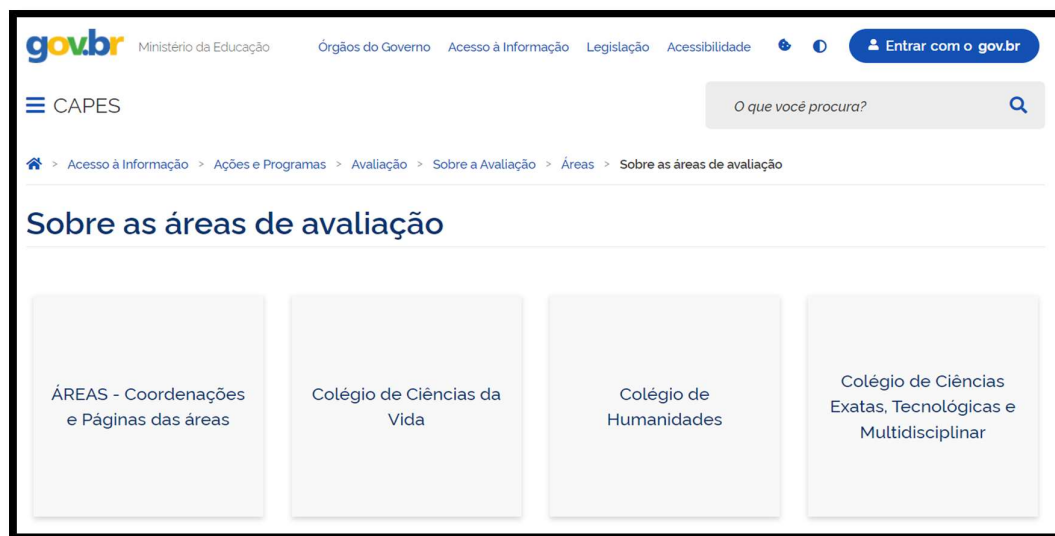 gov.br Ministério da Educação Órgãos do Governo Acesso à Informação Legislação Acessibilidade Entrar com o gov.br
CAPES O que você procura?
> Acesso à Informação > Ações e Programas > Avaliação > Sobre a Avaliação > Áreas > Sobre as áreas de avaliação
Sobre as áreas de avaliação
ÁREAS - Coordenações
e Páginas das áreas
Colégio de Ciências da
Vida
Colégio de
Humanidades
Colégio de Ciências
Exatas, Tecnológicas e
Multidisciplinar